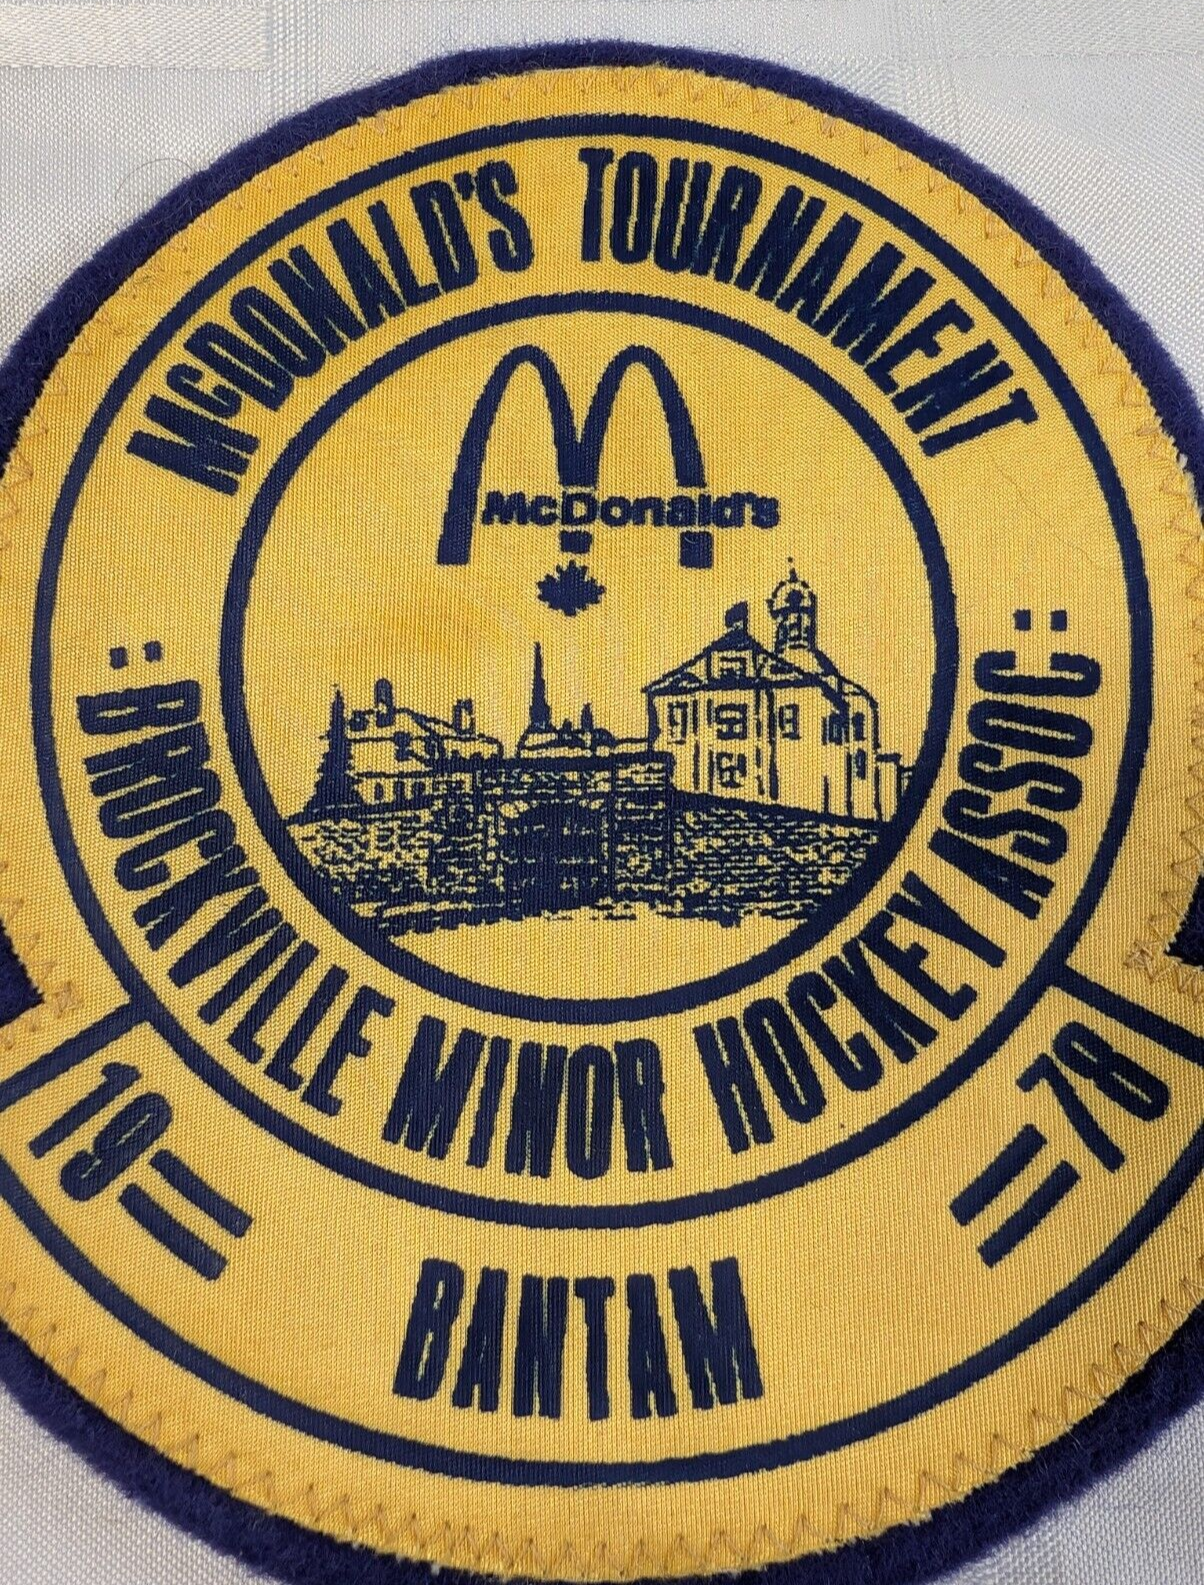 McDONALD'S TOURNAMENT
McDonald's
:BROCKVILLE MINOR HOCKEY ASSOC:
19= =78
BANTAM